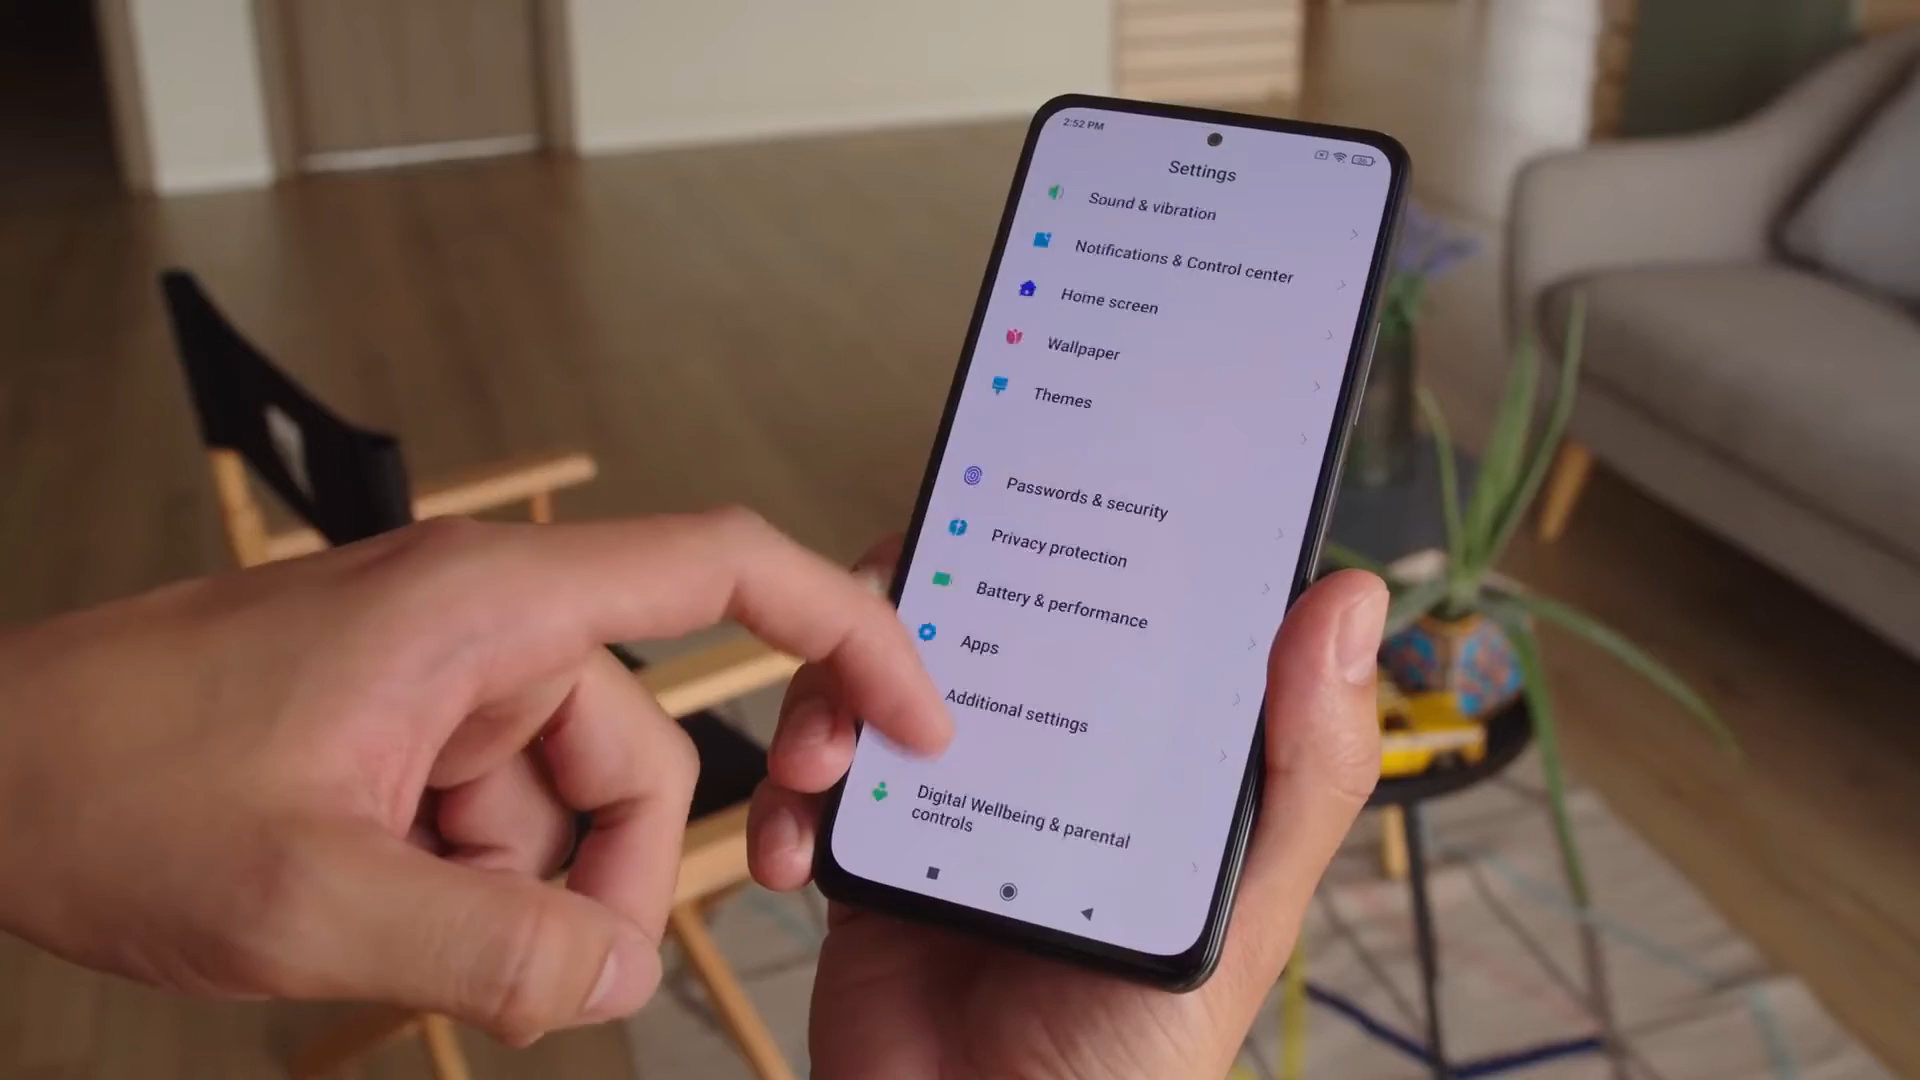 2:52 PM
Settings
Sound & vibration
Notifications & Control center
Home screen
Wallpaper
Themes
Passwords & security
Privacy protection
Battery & performance
Apps
Additional settings
Digital Wellbeing & parental
controls